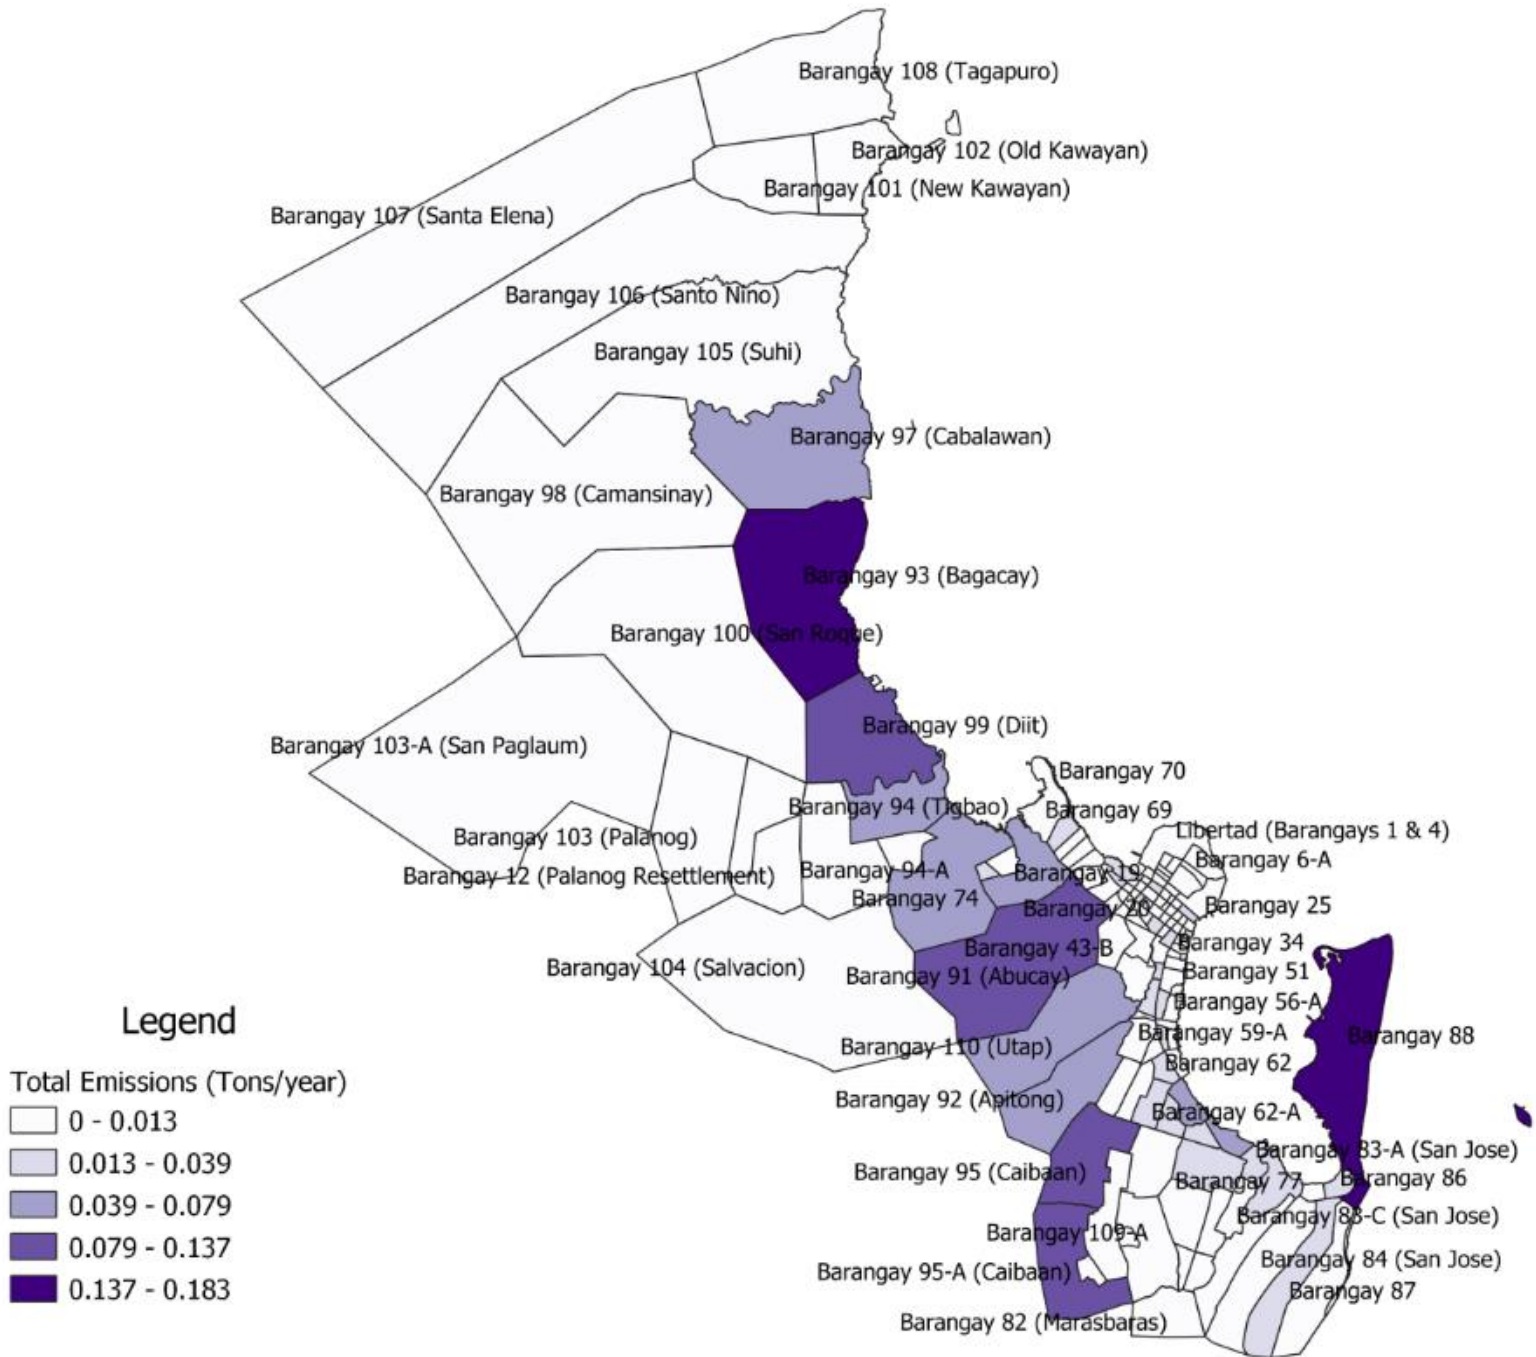 Barangay 108 (Tagapuro)
Barangay 102 (Old Kawayan)
Barangay 101 (New Kawayan)
Barangay 107 (Santa Elena)
Barangay 106 (Santo Nino)
Barangay 105 (Suhi)
Barangay 97 (Cabalawan)
Barangay 98 (Camansinay)
Barangay 93 (Bagacay)
Barangay 100 (San Roque)
Barangay 99 (Diit)
Barangay 103-A (San Paglaum)
Barangay 70
Barangay 94 (Tigbao)
Barangay 69
Libertad (Barangays 1 & 4)
Barangay 103 (Palanog)
Barangay 6-A
Barangay 12 (Palanog Resettlement)
Barangay 94-A
Barangay 19
Barangay 74
Barangay 20
Barangay 25
Barangay 43-B
Barangay 34
Barangay 104 (Salvacion)
Barangay 91 (Abucay)
Barangay 51
Barangay 56-A
Barangay 59-A
Barangay 88
Barangay 110 (Utap)
Barangay 62
Barangay 92 (Apitong)
Barangay 62-A
Barangay 83-A (San Jose)
Barangay 95 (Caibaan)
Barangay 77
Barangay 86
Barangay 83-C (San Jose)
Barangay 109-A
Barangay 84 (San Jose)
Barangay 95-A (Caibaan)
Barangay 87
Barangay 82 (Marasbaras)
Legend
Total Emissions (Tons/year)
0 - 0.013
0.013 - 0.039
0.039 - 0.079
0.079 - 0.137
0.137 - 0.183